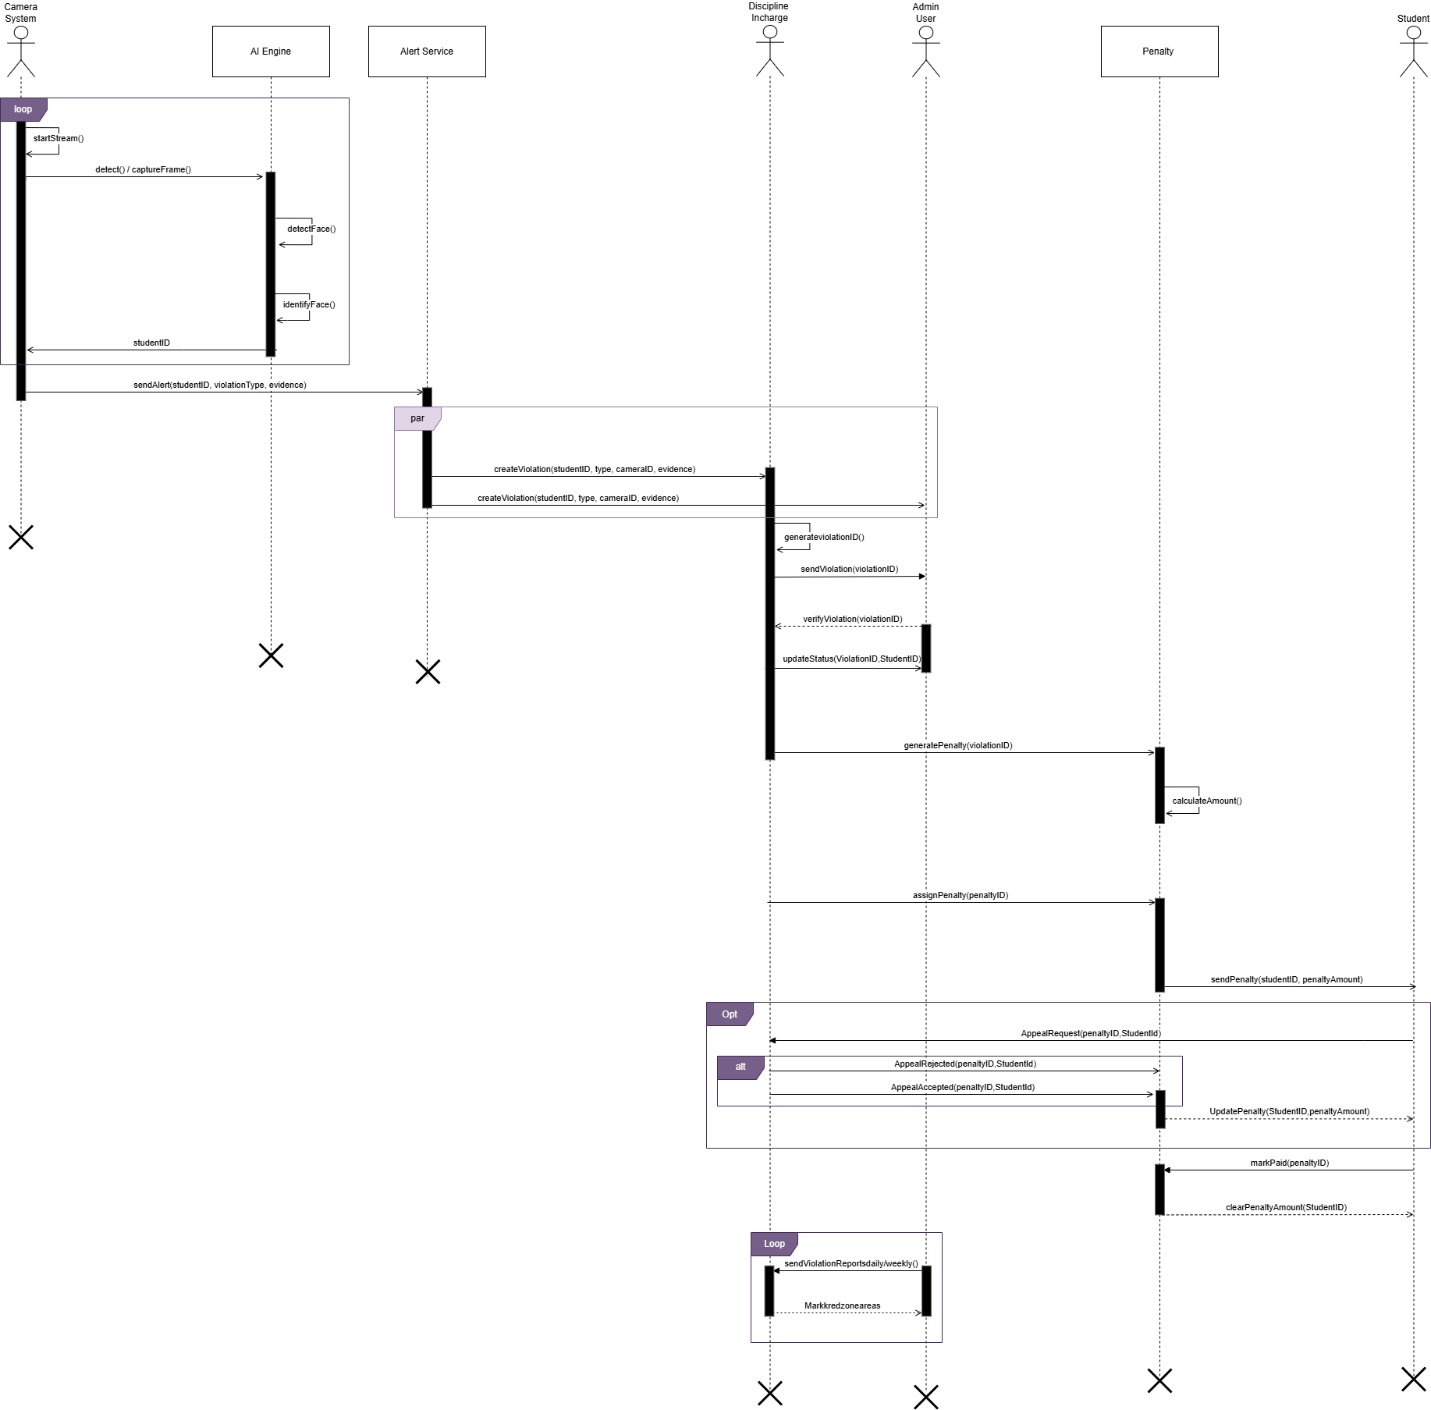 Camera
System
AI Engine
Alert Service
Discipline
Incharge
Admin
User
Penalty
Student
loop
startStream()
detect() / captureFrame()
detectFace()
identifyFace()
studentID
sendAlert(studentID, violationType, evidence)
par
createViolation(studentID, type, cameraID, evidence)
createViolation(studentID, type, cameraID, evidence)
generateviolationID()
sendViolation(violationID)
verifyViolation(violationID)
updateStatus(ViolationID,StudentID)
generatePenalty(violationID)
calculateAmount()
assignPenalty(penaltyID)
sendPenalty(studentID, penaltyAmount)
Opt
AppealRequest(penaltyID,StudentId)
alt
AppealRejected(penaltyID,StudentId)
AppealAccepted(penaltyID,StudentId)
UpdatePenalty(StudentID,penaltyAmount)
markPaid(penaltyID)
clearPenaltyAmount(StudentID)
Loop
sendViolationReportsdaily/weekly()
Markkredzoneareas